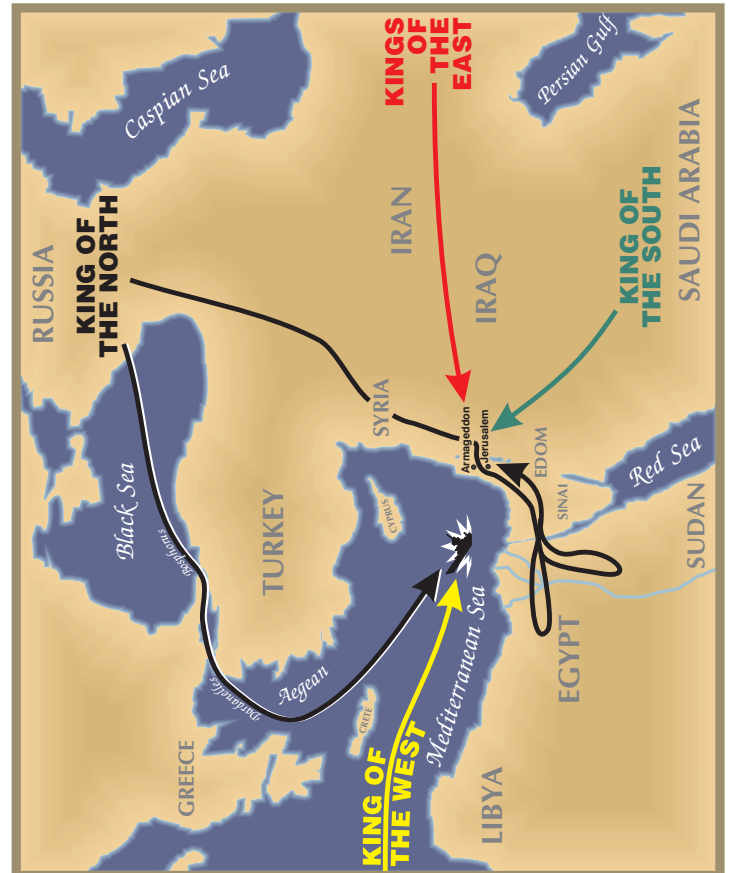 RUSSIA
KING OF
THE NORTH
Black Sea
Caspian Sea
Bosphorus
GREECE
Dardanelles
TURKEY
Aegean
CRETE
KING OF
THE WEST
CYPRUS
SYRIA
IRAN
KINGS
OF
THE
EAST
Mediterranean Sea
Armageddon
Jerusalem
IRAQ
LIBYA
EDOM
SINAI
EGYPT
Persian Gulf
KING OF
THE SOUTH
Red Sea
SUDAN
SAUDI ARABIA